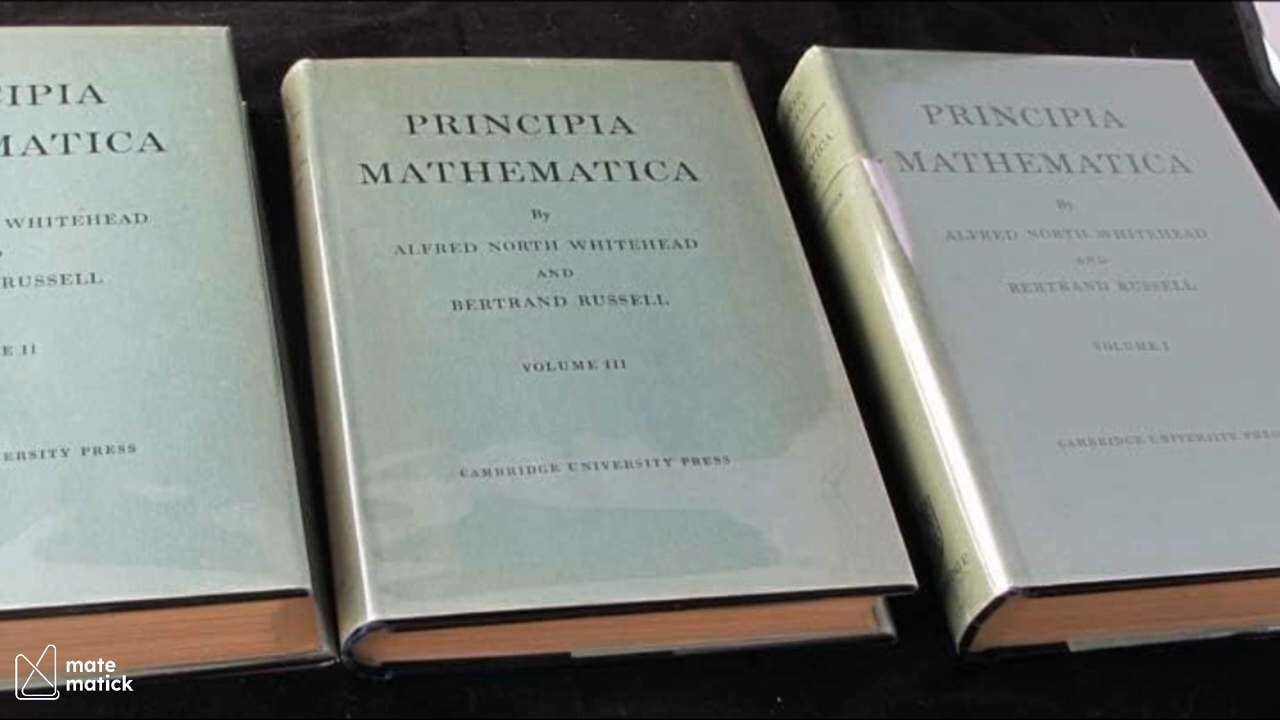 CIPIA
MATICA
WHITEHEAD
RUSSELL
E II
ERSITY PRESS
PRINCIPIA
MATHEMATICA
By
ALFRED NORTH WHITEHEAD
AND
BERTRAND RUSSELL
VOLUME III
CAMBRIDGE UNIVERSITY PRESS
PRINCIPIA
MATHEMATICA
By
ALFRED NORTH WHITEHEAD
AND
BERTRAND RUSSELL
VOLUME I
CAMBRIDGE UNIVERSITY PRESS
mate
matick